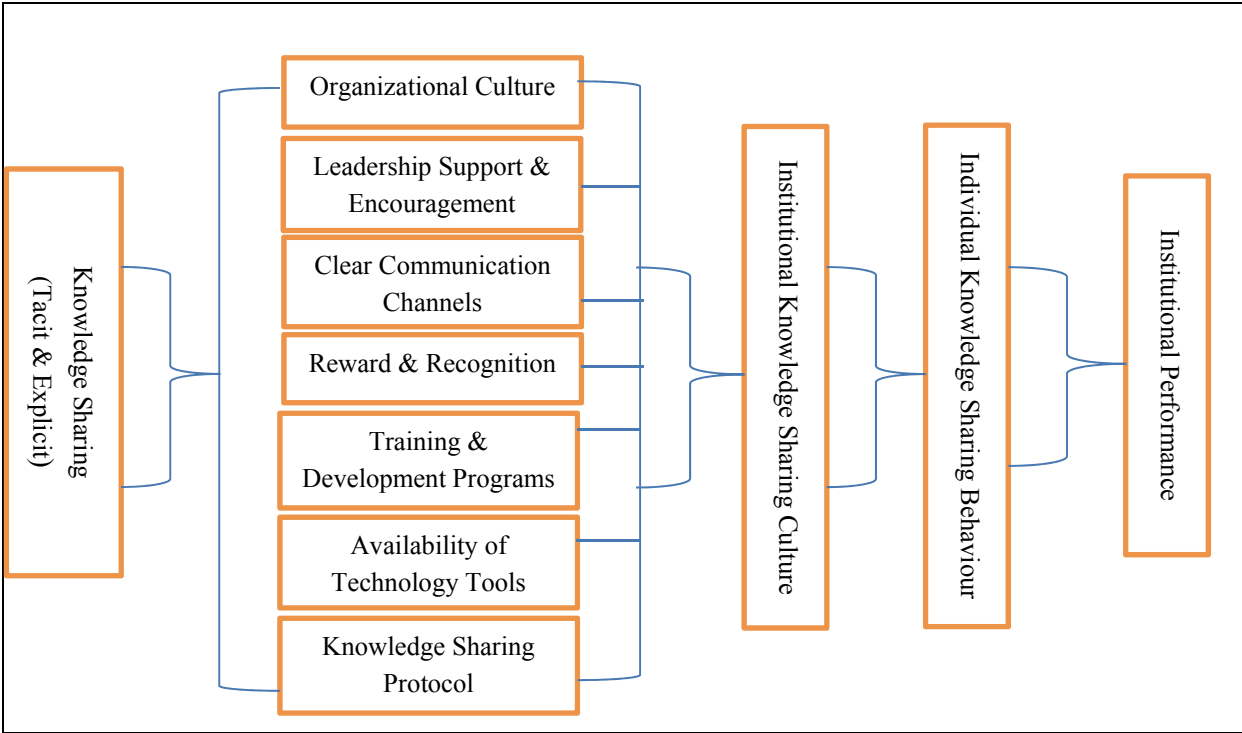 Knowledge Sharing
(Tacit & Explicit)
Organizational Culture
Leadership Support &
Encouragement
Clear Communication
Channels
Reward & Recognition
Training &
Development Programs
Availability of
Technology Tools
Knowledge Sharing
Protocol
Institutional Knowledge Sharing Culture
Individual Knowledge Sharing Behaviour
Institutional Performance